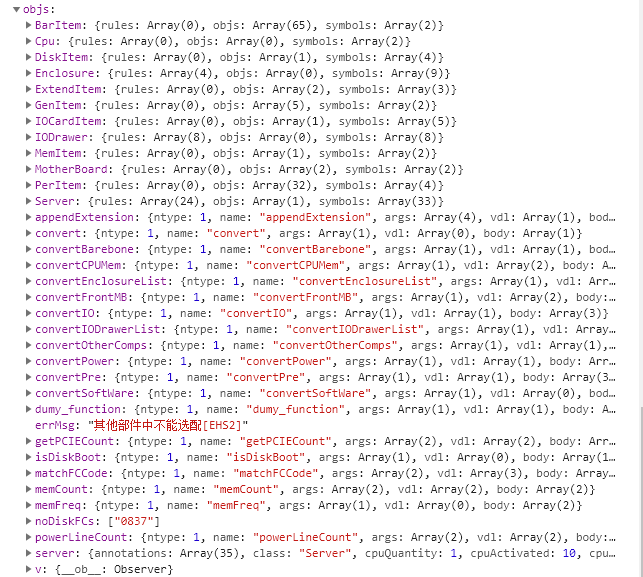 objs:
BarItem: {rules: Array(0), objs: Array(65), symbols: Array(2)}
Cpu: {rules: Array(0), objs: Array(0), symbols: Array(2)}
DiskItem: {rules: Array(0), objs: Array(1), symbols: Array(4)}
Enclosure: {rules: Array(4), objs: Array(0), symbols: Array(9)}
ExtendItem: {rules: Array(0), objs: Array(2), symbols: Array(3)}
GenItem: {rules: Array(0), objs: Array(5), symbols: Array(2)}
IOCardItem: {rules: Array(0), objs: Array(1), symbols: Array(5)}
IODrawer: {rules: Array(8), objs: Array(0), symbols: Array(8)}
MemItem: {rules: Array(0), objs: Array(1), symbols: Array(2)}
MotherBoard: {rules: Array(0), objs: Array(2), symbols: Array(2)}
PerItem: {rules: Array(0), objs: Array(32), symbols: Array(4)}
Server: {rules: Array(24), objs: Array(1), symbols: Array(33)}
appendExtension: {ntype: 1, name: "appendExtension", args: Array(4), vdl: Array(1), bod…
convert: {ntype: 1, name: "convert", args: Array(1), vdl: Array(0), body: Array(1)}
convertBarebone: {ntype: 1, name: "convertBarebone", args: Array(1), vdl: Array(1), bod…
convertCPUMem: {ntype: 1, name: "convertCPUMem", args: Array(1), vdl: Array(2), body: A…
convertEnclosureList: {ntype: 1, name: "convertEnclosureList", args: Array(1), vdl: Arr…
convertFrontMB: {ntype: 1, name: "convertFrontMB", args: Array(1), vdl: Array(2), body:…
convertIO: {ntype: 1, name: "convertIO", args: Array(1), vdl: Array(1), body: Array(3)}
convertIODrawerList: {ntype: 1, name: "convertIODrawerList", args: Array(1), vdl: Array…
convertOtherComps: {ntype: 1, name: "convertOtherComps", args: Array(1), vdl: Array(1),…
convertPower: {ntype: 1, name: "convertPower", args: Array(1), vdl: Array(1), body: Arr…
convertPre: {ntype: 1, name: "convertPre", args: Array(1), vdl: Array(1), body: Array(3…
convertSoftWare: {ntype: 1, name: "convertSoftWare", args: Array(1), vdl: Array(0), bod…
dumy_function: {ntype: 1, name: "dumy_function", args: Array(1), vdl: Array(1), body: A…
errMsg: "其他部件中不能选配[EHS2]"
getPCIECount: {ntype: 1, name: "getPCIECount", args: Array(2), vdl: Array(2), body: Arr…
isDiskBoot: {ntype: 1, name: "isDiskBoot", args: Array(1), vdl: Array(0), body: Array(1…
matchFCCode: {ntype: 1, name: "matchFCCode", args: Array(2), vdl: Array(3), body: Array…
memCount: {ntype: 1, name: "memCount", args: Array(2), vdl: Array(2), body: Array(2)}
memFreq: {ntype: 1, name: "memFreq", args: Array(1), vdl: Array(0), body: Array(2)}
noDiskFCs: ["0837"]
powerLineCount: {ntype: 1, name: "powerLineCount", args: Array(2), vdl: Array(2), body:…
server: {annotations: Array(35), class: "Server", cpuQuantity: 1, cpuActivated: 10, cpu…
v: {__ob__: Observer}